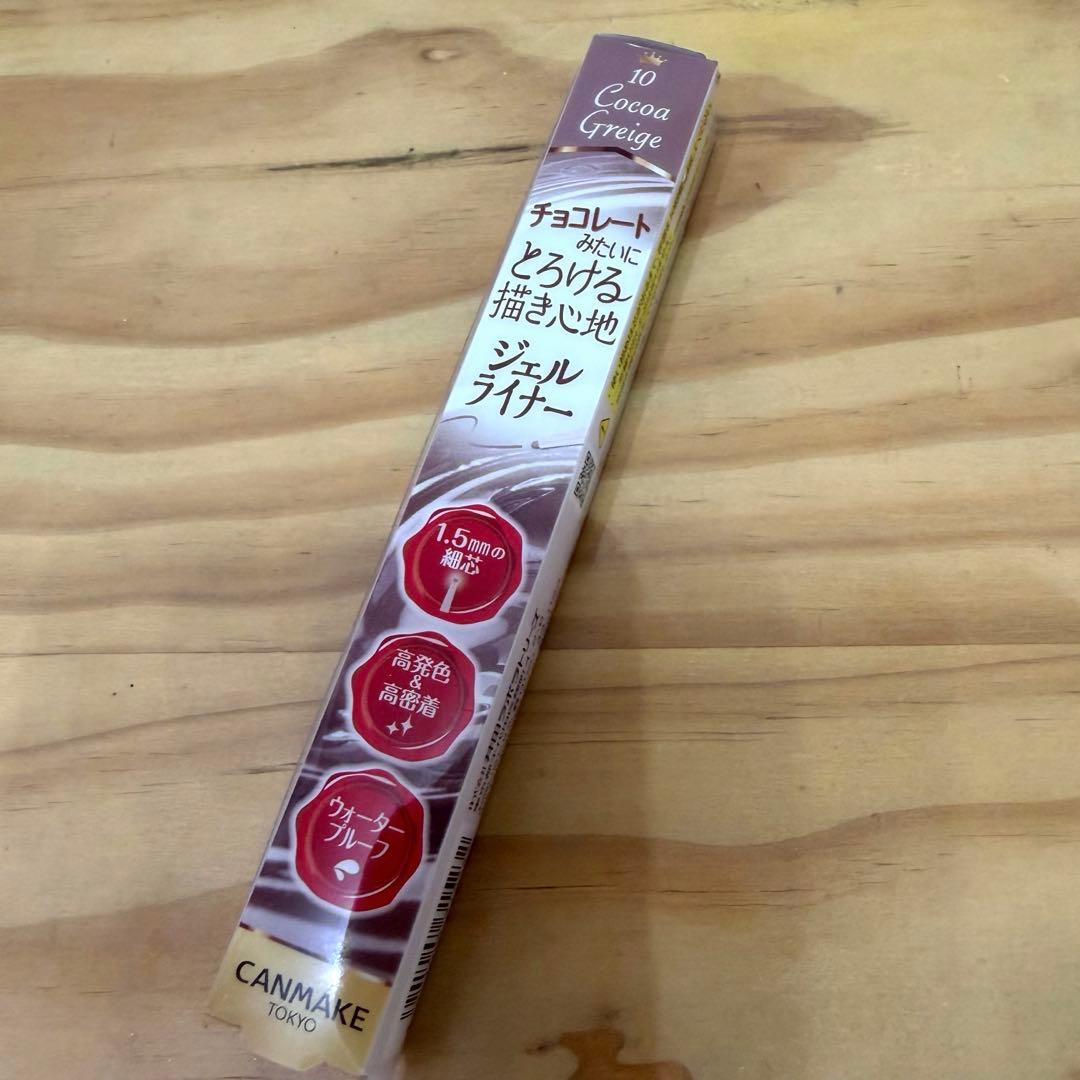 10
Cocoa
Greige
チョコレート
みたいに
とろける
描き心地
ジェル
ライナー
1.5mmの
細芯
高発色
&
高密着
ウォーター
プルーフ
CANMAKE
TOKYO